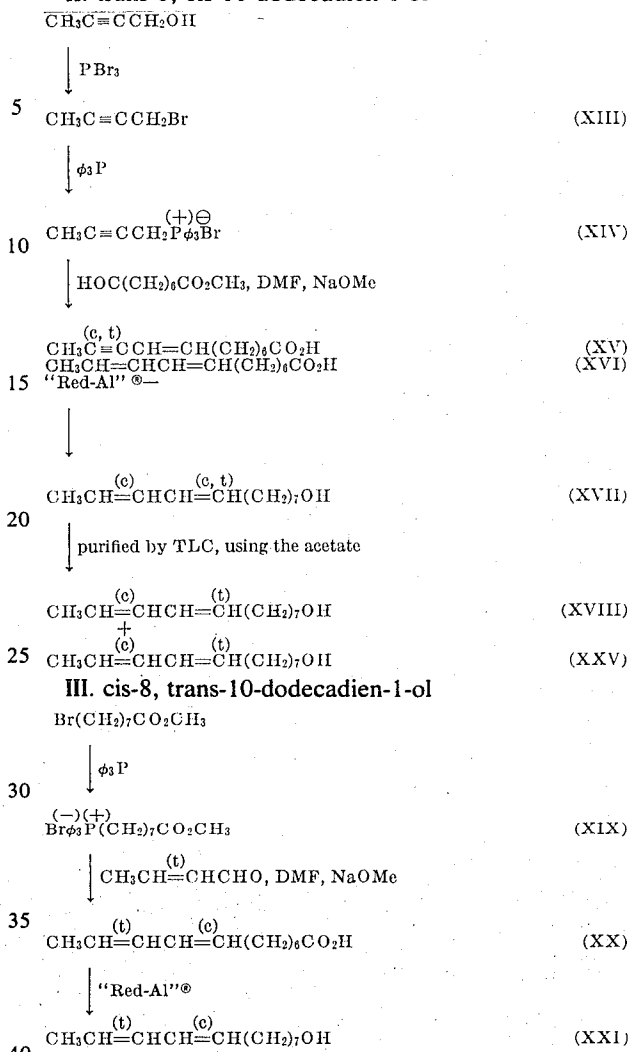 CH₃C≡CCH₂OH
PBr₃
5 CH₃C≡CCH₂Br (XIII)
φ₃P
(+)⊖
10 CH₃C≡CCH₂Pφ₃Br (XIV)
HOC(CH₂)₆CO₂CH₃, DMF, NaOMe
(c, t)
CH₃C≡CCH=CH(CH₂)₆CO₂H (XV)
CH₃CH=CHCH=CH(CH₂)₆CO₂H (XVI)
15 "Red-Al" ®—
(c) (c, t)
CH₃CH=CHCH=CH(CH₂)₇OH (XVII)
20
purified by TLC, using the acetate
(c) (t)
CH₃CH=CHCH=CH(CH₂)₇OH (XVIII)
+
(c) (t)
25 CH₃CH=CHCH=CH(CH₂)₇OH (XXV)
III. cis-8, trans-10-dodecadien-1-ol
Br(CH₂)₇CO₂CH₃
φ₃P
30
(−)(+)
Brφ₃P(CH₂)₇CO₂CH₃ (XIX)
(t)
CH₃CH=CHCHO, DMF, NaOMe
35
(t) (c)
CH₃CH=CHCH=CH(CH₂)₆CO₂H (XX)
"Red-Al"®
(t) (c)
CH₃CH=CHCH=CH(CH₂)₇OH (XXI)